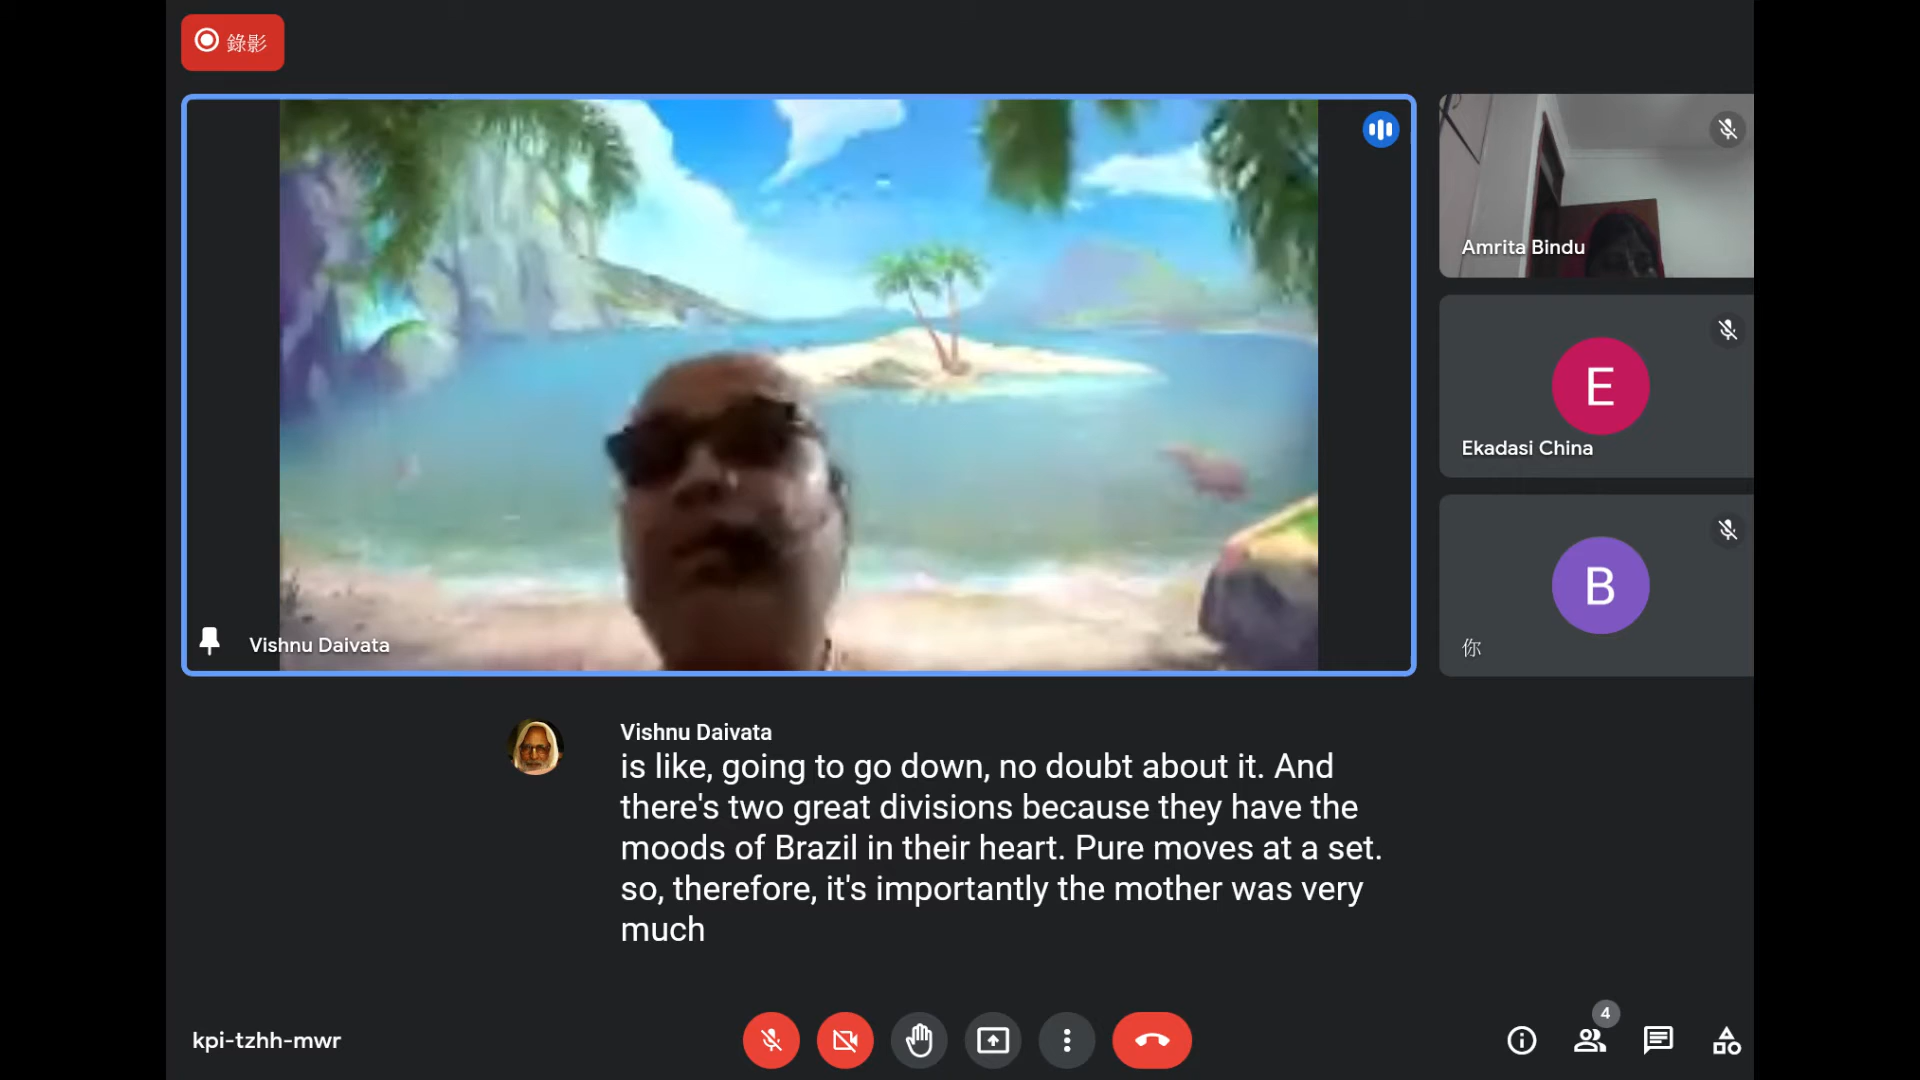 錄影
Amrita Bindu
E
Ekadasi China
B
你
Vishnu Daivata
Vishnu Daivata
is like, going to go down, no doubt about it. And
there's two great divisions because they have the
moods of Brazil in their heart. Pure moves at a set.
so, therefore, it's importantly the mother was very
much
kpi-tzhh-mwr
4